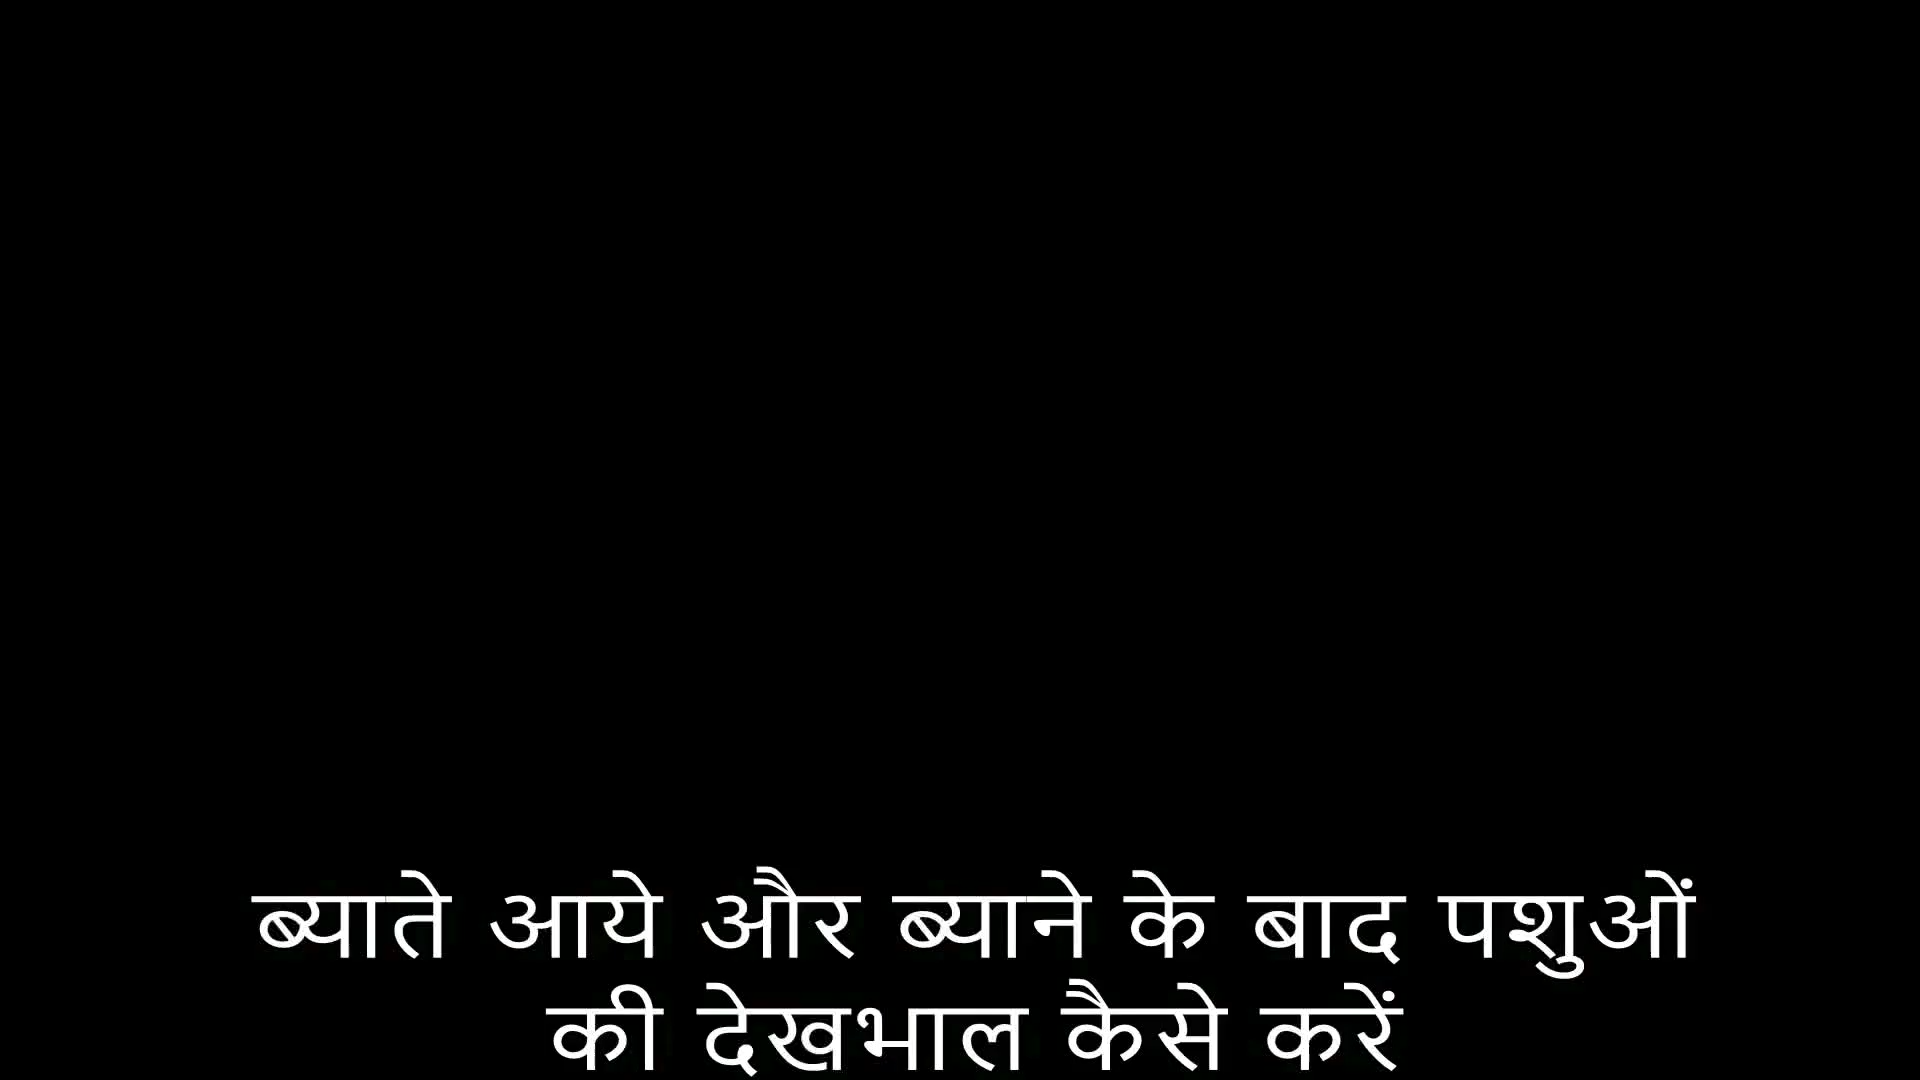 ब्याते आये और ब्याने के बाद पशुओं
की देखभाल कैसे करें